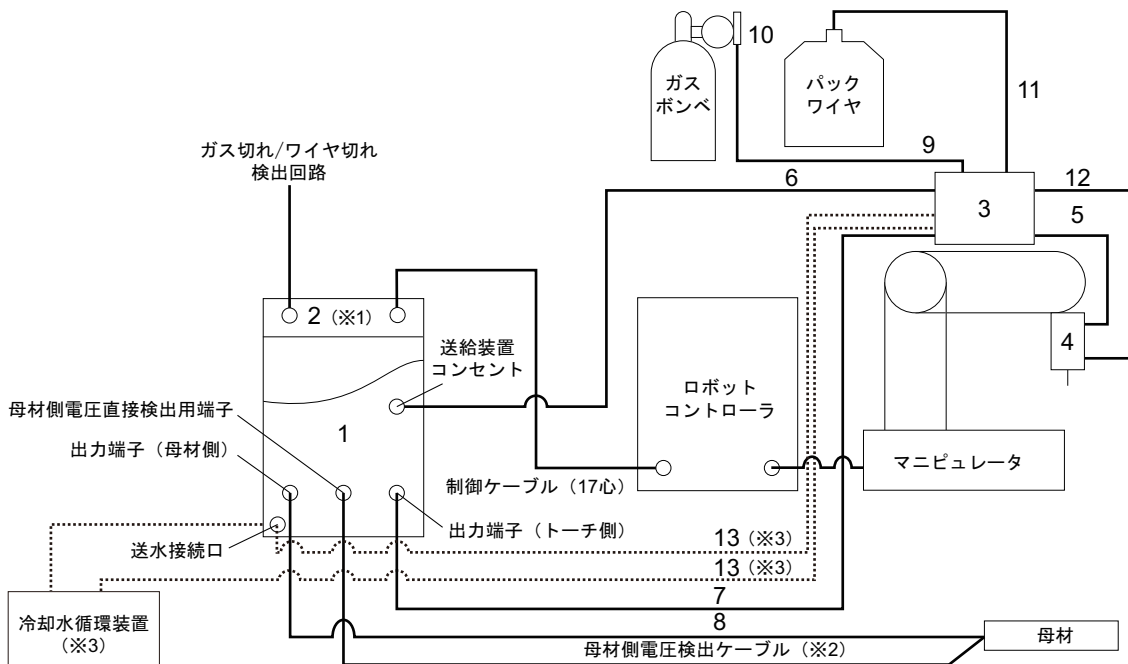 10
ガス
ボンベ
パック
ワイヤ
11
ガス切れ/ワイヤ切れ
検出回路
9
6
12
3
5
2 (※1)
4
送給装置
コンセント
ロボット
コントローラ
母材側電圧直接検出用端子
1
出力端子（母材側）
マニピュレータ
制御ケーブル（17心）
出力端子（トーチ側）
送水接続口
13 (※3)
13 (※3)
7
冷却水循環装置
(※3)
8
母材
母材側電圧検出ケーブル（※2）